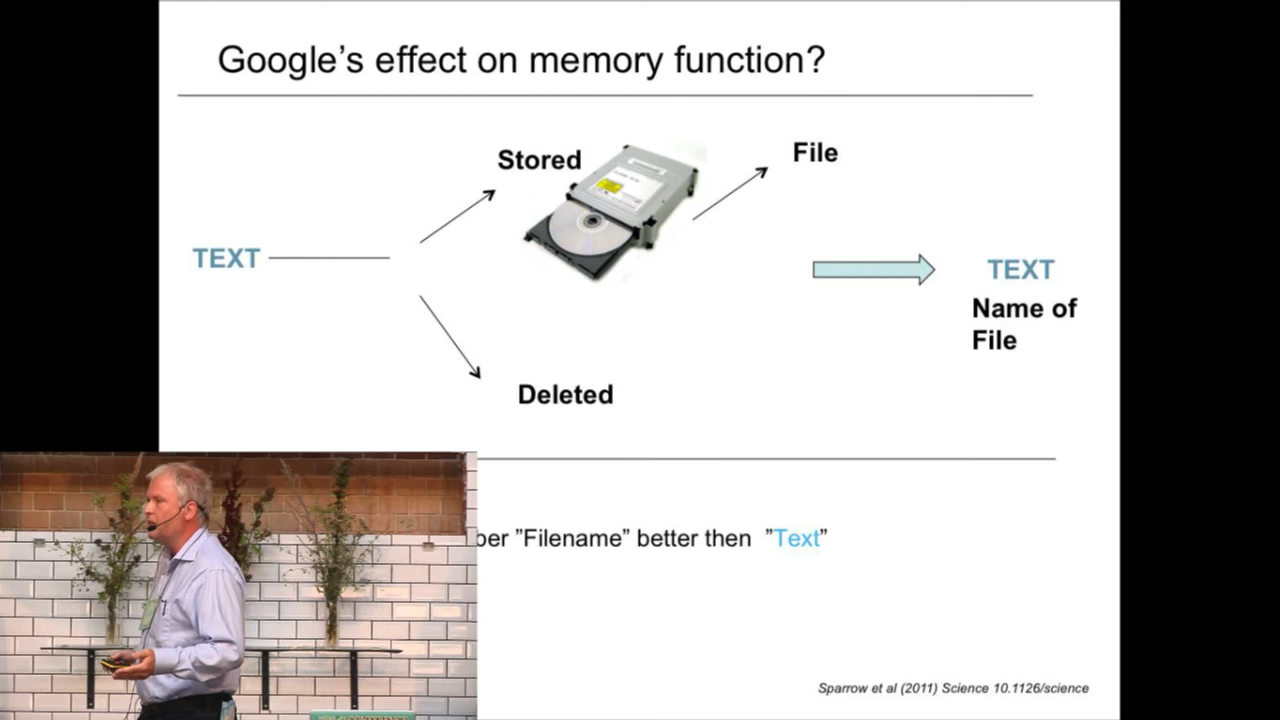 Google's effect on memory function?
Stored
File
TEXT
TEXT
Name of
File
Deleted
"Filename" better then "Text"
Sparrow et al (2011) Science 10.1126/science